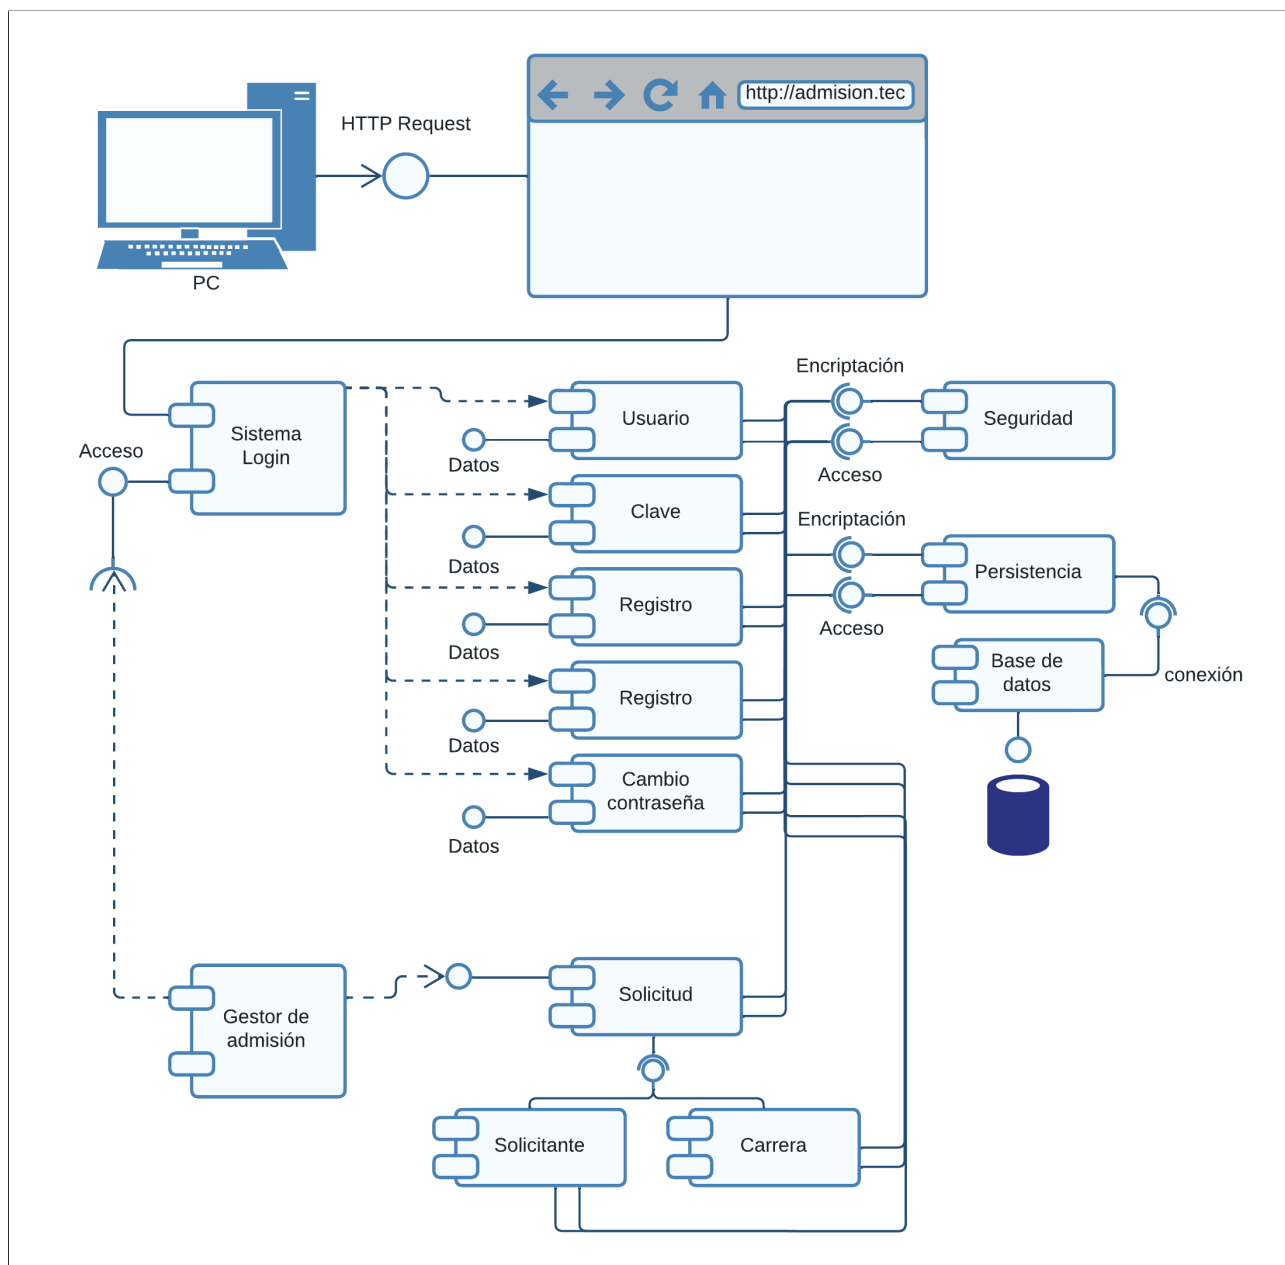 http://admision.tec
HTTP Request
PC
Encriptación
Usuario
Seguridad
Sistema
Login
Acceso
Datos
Acceso
Clave
Encriptación
Datos
Persistencia
Registro
Acceso
Datos
Base de
datos
conexión
Registro
Datos
Cambio
contraseña
Datos
Solicitud
Gestor de
admisión
Solicitante
Carrera